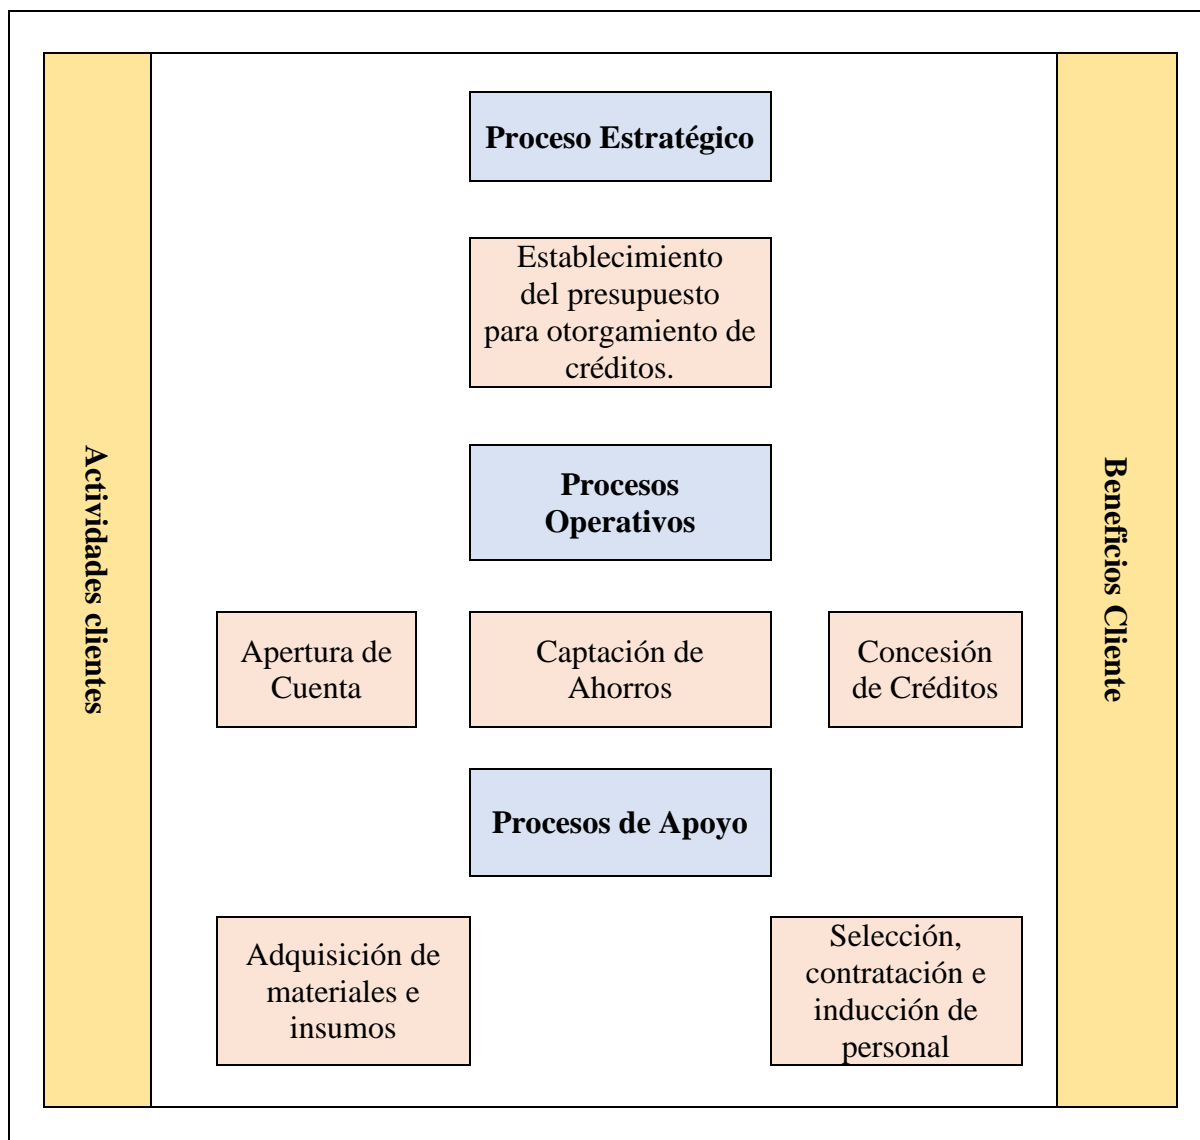 Proceso Estratégico
Establecimiento
del presupuesto
para otorgamiento de
créditos.
Procesos
Operativos
Actividades clientes
Beneficios Cliente
Apertura de
Cuenta
Captación de
Ahorros
Concesión
de Créditos
Procesos de Apoyo
Adquisición de
materiales e
insumos
Selección,
contratación e
inducción de
personal